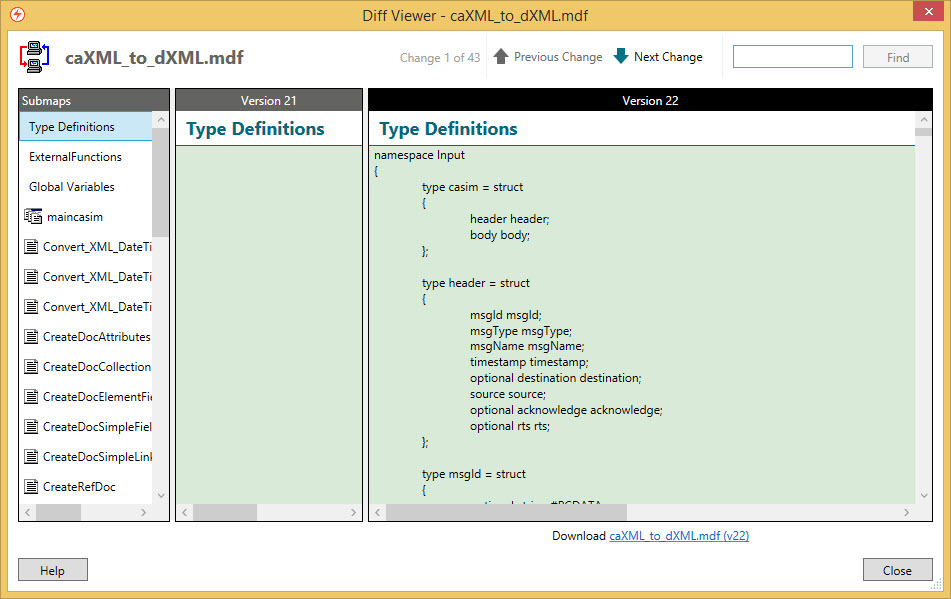 Diff Viewer - caXML_to_dXML.mdf
caXML_to_dXML.mdf
Change 1 of 43
Previous Change
Next Change
Find
Submaps
Type Definitions
ExternalFunctions
Global Variables
maincasim
Convert_XML_DateTi
Convert_XML_DateTi
Convert_XML_DateTi
CreateDocAttributes
CreateDocCollection
CreateDocElementFi
CreateDocSimpleFiel
CreateDocSimpleLink
CreateRefDoc
Version 21
Type Definitions
Version 22
Type Definitions
namespace Input
{
type casim = struct
{
header header;
body body;
};
type header = struct
{
msgId msgId;
msgType msgType;
msgName msgName;
timestamp timestamp;
optional destination destination;
source source;
optional acknowledge acknowledge;
optional rts rts;
};
type msgId = struct
{
Download caXML_to_dXML.mdf (v22)
Help
Close